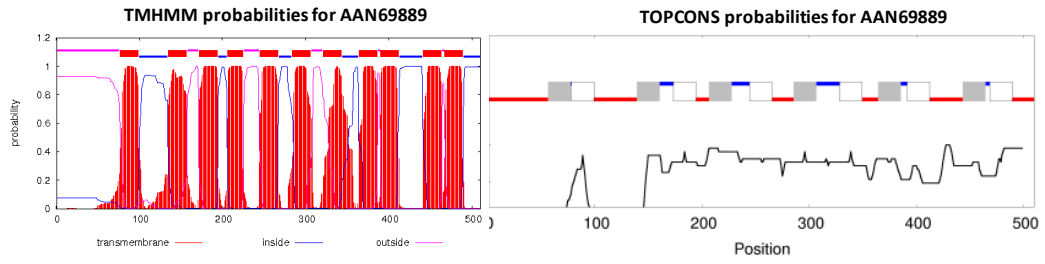 TMHMM probabilities for AAN69889
TOPCONS probabilities for AAN69889
1.2
1
0.8
0.6
0.4
0.2
0
probability
0 100 200 300 400 500
transmembrane inside outside
0 100 200 300 400 500
Position